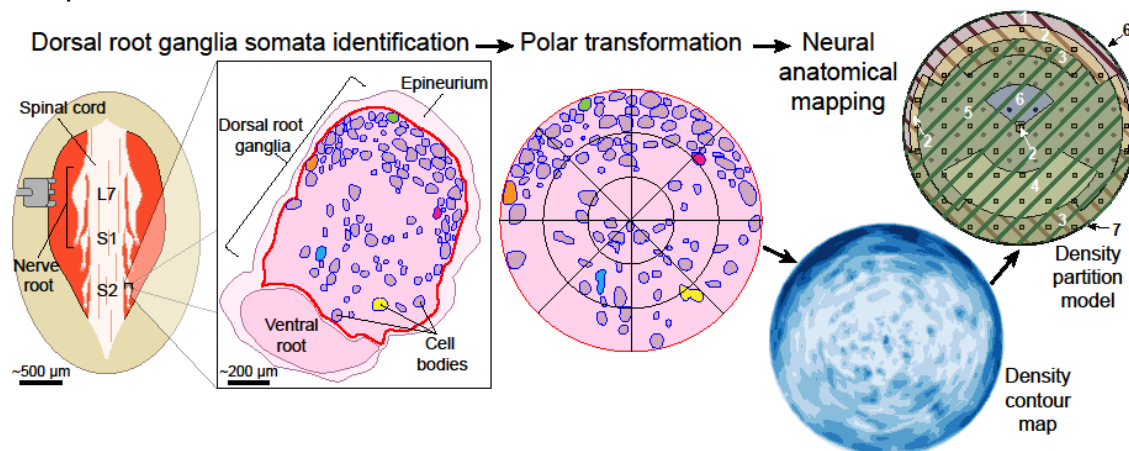 Dorsal root ganglia somata identification
Polar transformation
Neural
anatomical
mapping
Spinal cord
L7
S1
Nerve
root
S2
~500 µm
Epineurium
Dorsal root
ganglia
Ventral
root
Cell
bodies
~200 µm
1
2
3
6
5
6
2
2
4
3
7
Density
partition
model
Density
contour
map